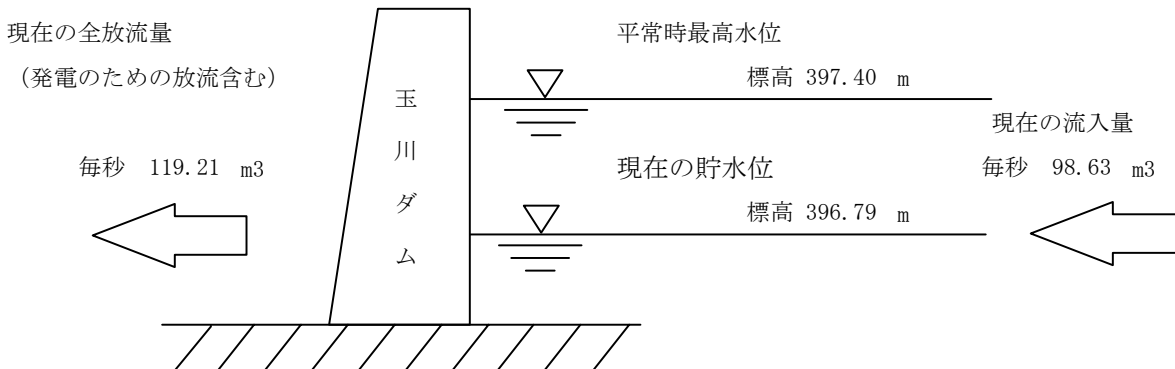 現在の全放流量
（発電のための放流含む）
毎秒 119.21 m3
玉川ダム
平常時最高水位
標高 397.40 m
現在の貯水位
標高 396.79 m
現在の流入量
毎秒 98.63 m3